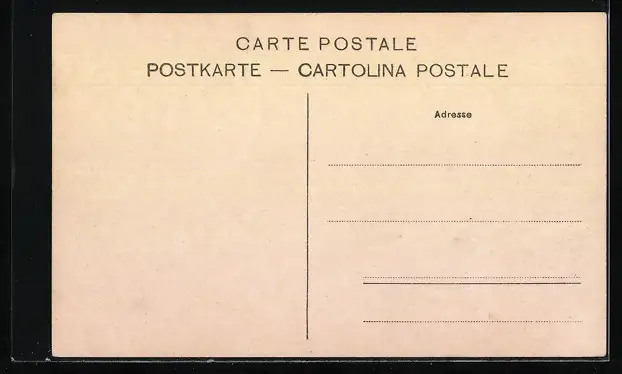 CARTE POSTALE
POSTKARTE — CARTOLINA POSTALE
Adresse